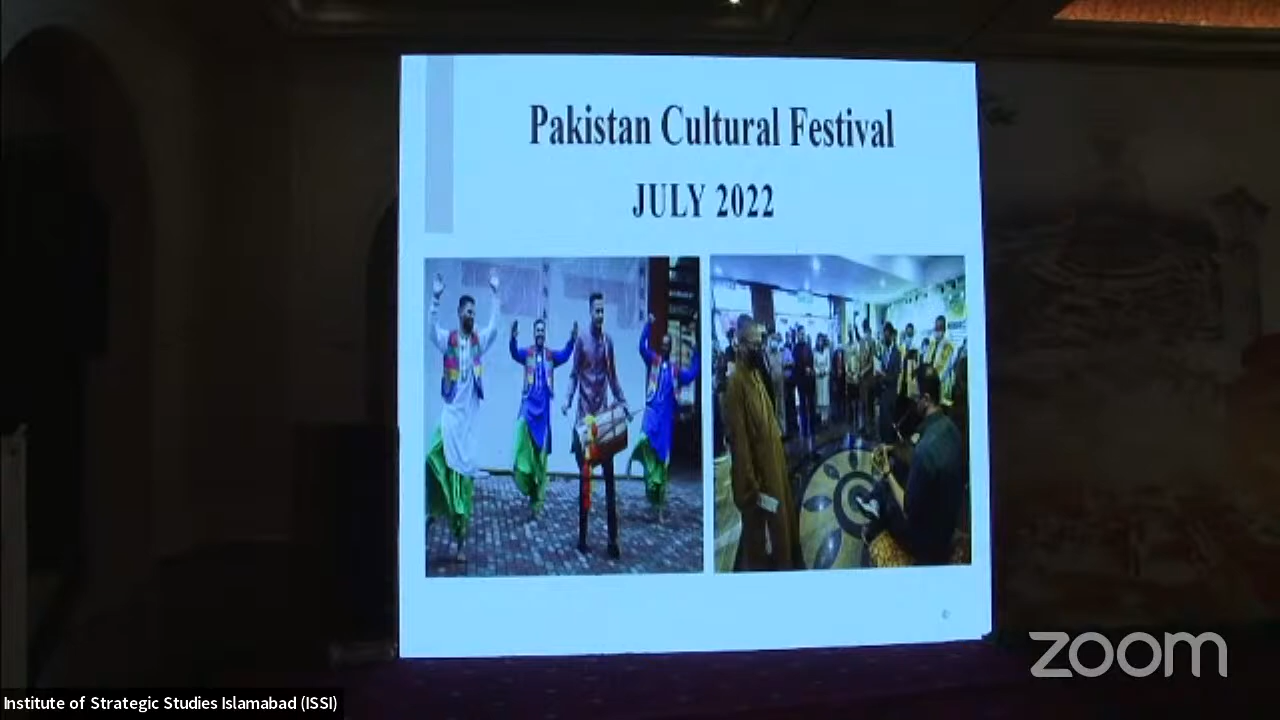 Pakistan Cultural Festival
JULY 2022
zoom
Institute of Strategic Studies Islamabad (ISSI)